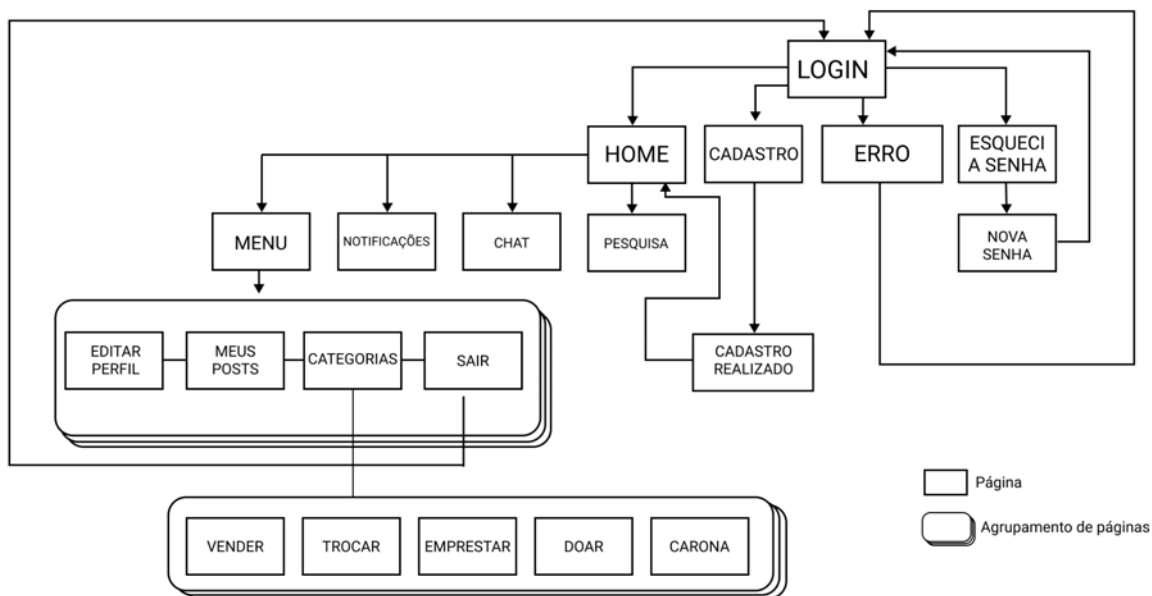 LOGIN
HOME
CADASTRO
ERRO
ESQUECI
A SENHA
MENU
NOTIFICAÇÕES
CHAT
PESQUISA
NOVA
SENHA
EDITAR
PERFIL
MEUS
POSTS
CATEGORIAS
SAIR
CADASTRO
REALIZADO
Página
Agrupamento de páginas
VENDER
TROCAR
EMPRESTAR
DOAR
CARONA